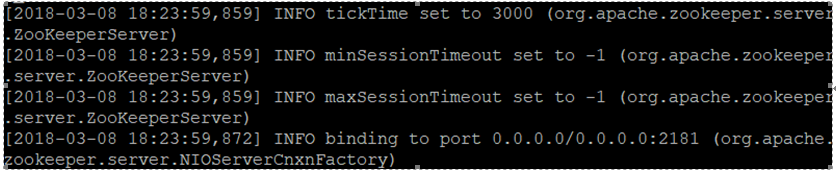 [2018-03-08 18:23:59,859] INFO tickTime set to 3000 (org.apache.zookeeper.server
.ZooKeeperServer)
[2018-03-08 18:23:59,859] INFO minSessionTimeout set to -1 (org.apache.zookeeper
.server.ZooKeeperServer)
[2018-03-08 18:23:59,859] INFO maxSessionTimeout set to -1 (org.apache.zookeeper
.server.ZooKeeperServer)
[2018-03-08 18:23:59,872] INFO binding to port 0.0.0.0/0.0.0.0:2181 (org.apache.
zookeeper.server.NIOServerCnxnFactory)